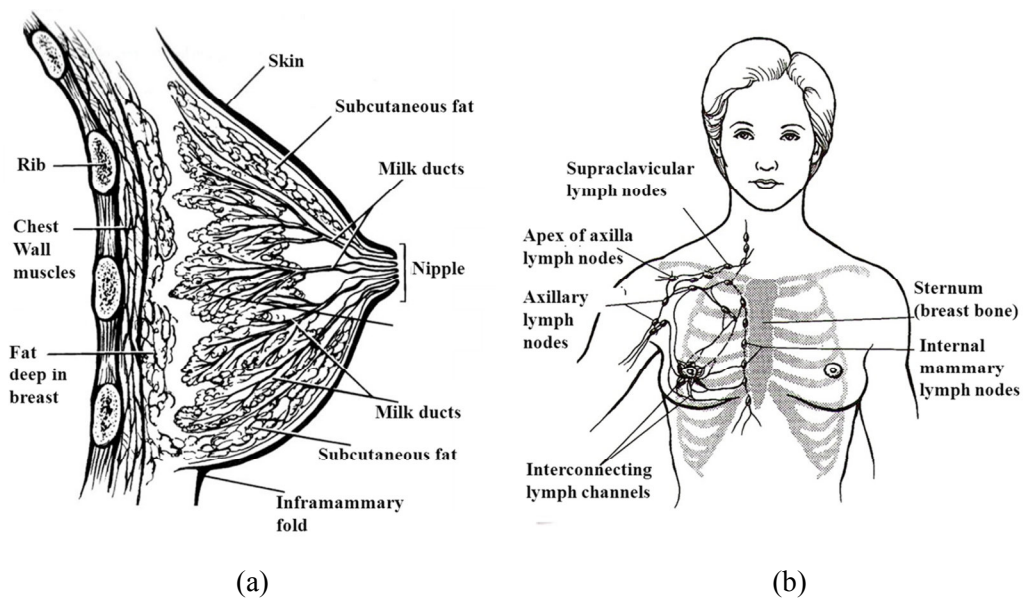 Skin
Subcutaneous fat
Milk ducts
Rib
Chest
Wall
muscles
Nipple
Fat
deep in
breast
Milk ducts
Subcutaneous fat
Inframammary
fold
(a)
Supraclavicular
lymph nodes
Apex of axilla
lymph nodes
Axillary
lymph
nodes
Sternum
(breast bone)
Internal
mammary
lymph nodes
Interconnecting
lymph channels
(b)